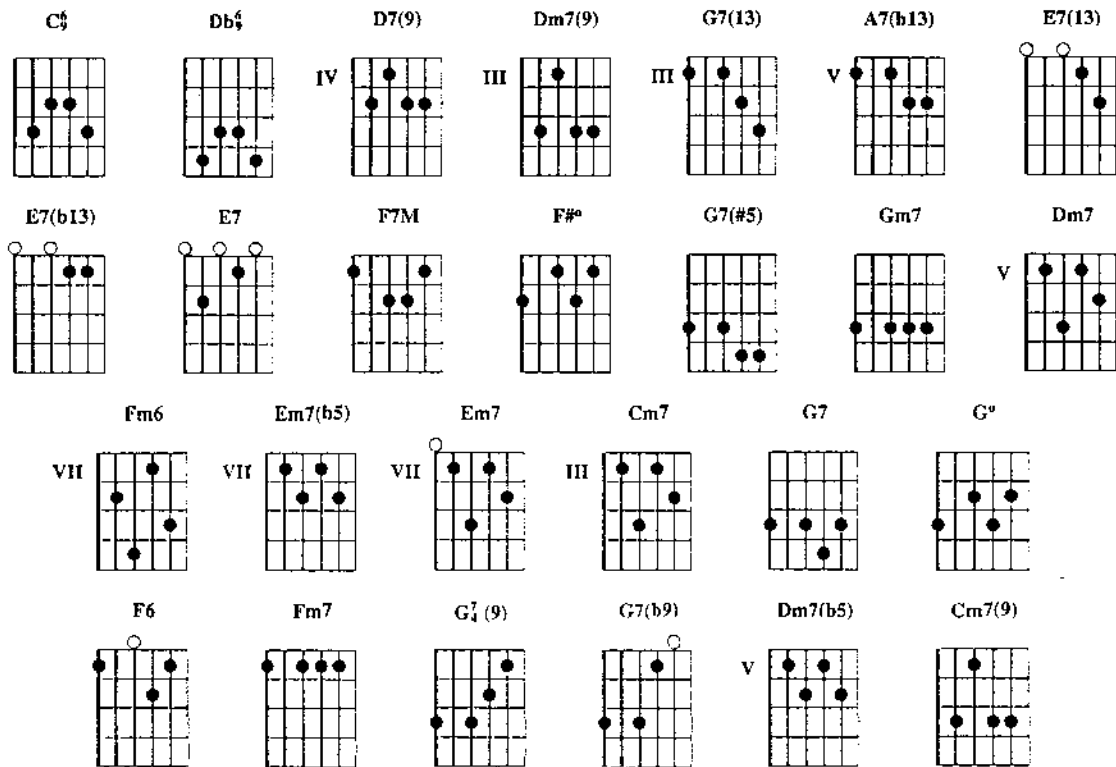 C6/9 Db6/9 D7(9) Dm7(9) G7(13) A7(b13) E7(13)
IV III III V
E7(b13) E7 F7M F#º G7(#5) Gm7 Dm7
V
Fm6 Em7(b5) Em7 Cm7 G7 Gº
VII VII VII III
F6 Fm7 G7/4 (9) G7(b9) Dm7(b5) Cm7(9)
V